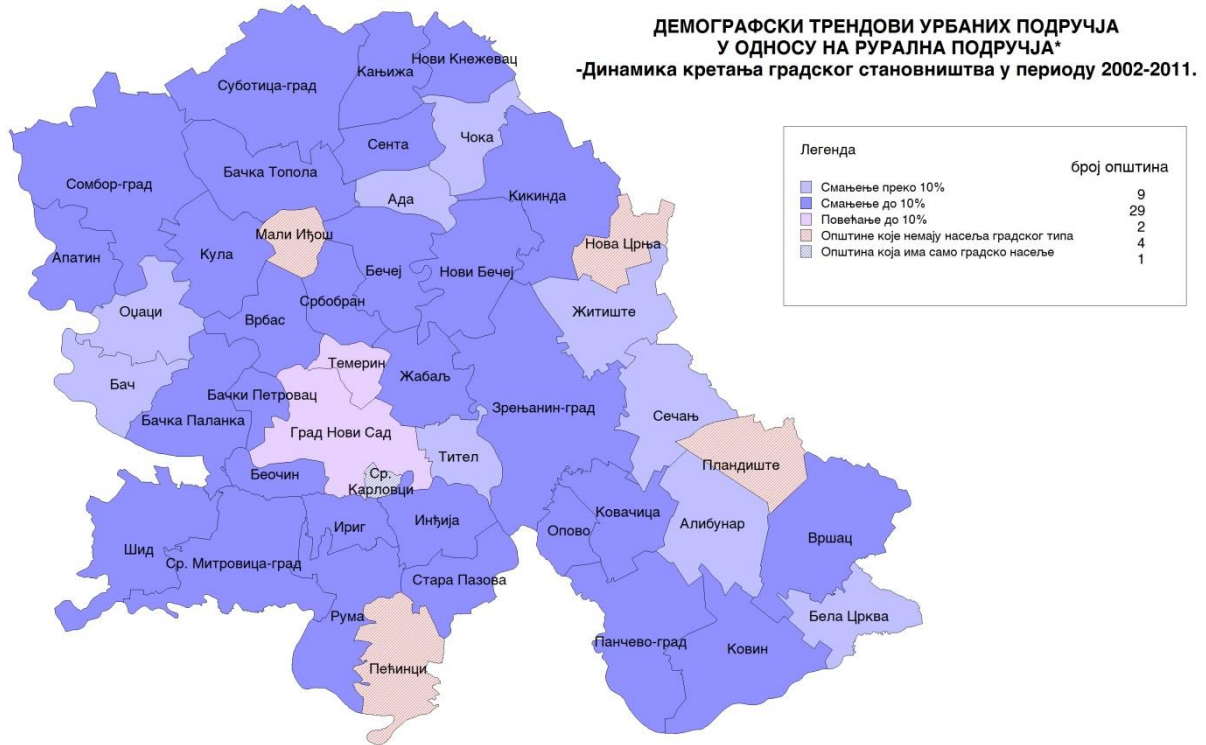 ДЕМОГРАФСКИ ТРЕНДОВИ УРБАНИХ ПОДРУЧЈА
У ОДНОСУ НА РУРАЛНА ПОДРУЧЈА*
-Динамика кретања градског становништва у периоду 2002-2011.
Легенда
број општина
Смањење преко 10% 9
Смањење до 10% 29
Повећање до 10% 2
Општине које немају насеља градског типа 4
Општина која има само градско насеље 1
Нови Кнежевац
Кањижа
Суботица-град
Чока
Сента
Бачка Топола
Сомбор-град
Ада
Кикинда
Мали Иђош
Нова Црња
Кула
Апатин
Бечеј
Нови Бечеј
Србобран
Оџаци
Житиште
Врбас
Темерин
Жабаљ
Бач
Бачки Петровац
Зрењанин-град
Бачка Паланка
Сечањ
Град Нови Сад
Тител
Пландиште
Беочин
Ср.
Карловци
Ковачица
Инђија
Ириг
Опово
Алибунар
Вршац
Шид
Ср. Митровица-град
Стара Пазова
Рума
Бела Црква
Панчево-град
Ковин
Пећинци